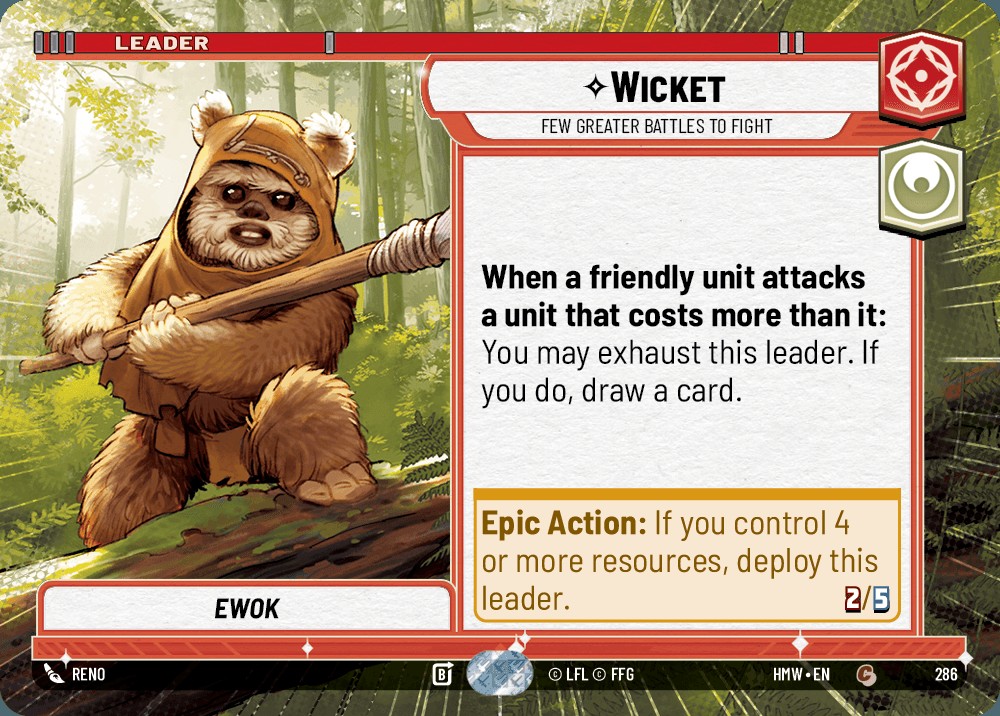 LEADER
✧WICKET
FEW GREATER BATTLES TO FIGHT
When a friendly unit attacks
a unit that costs more than it:
You may exhaust this leader. If
you do, draw a card.
Epic Action: If you control 4
or more resources, deploy this
leader.
2/5
EWOK
RENO
B
© LFL © FFG
HMW•EN
C
286